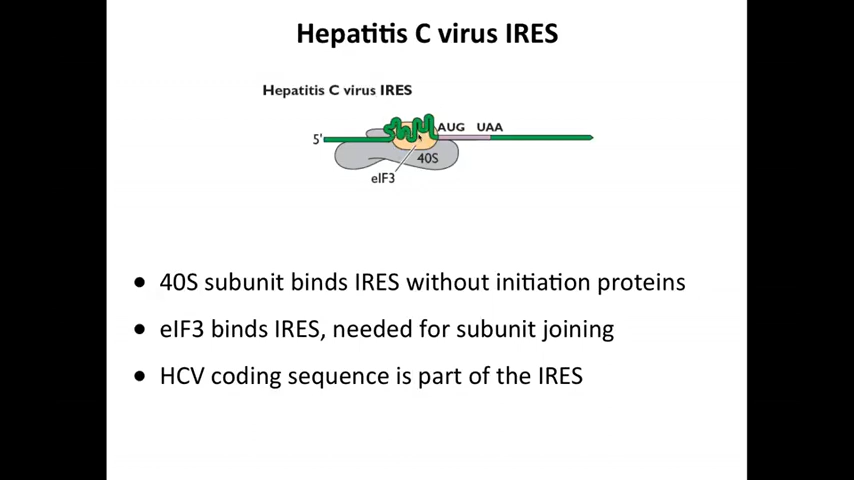 Hepatitis C virus IRES
Hepatitis C virus IRES
5' AUG UAA
40S
eIF3
• 40S subunit binds IRES without initiation proteins
• eIF3 binds IRES, needed for subunit joining
• HCV coding sequence is part of the IRES